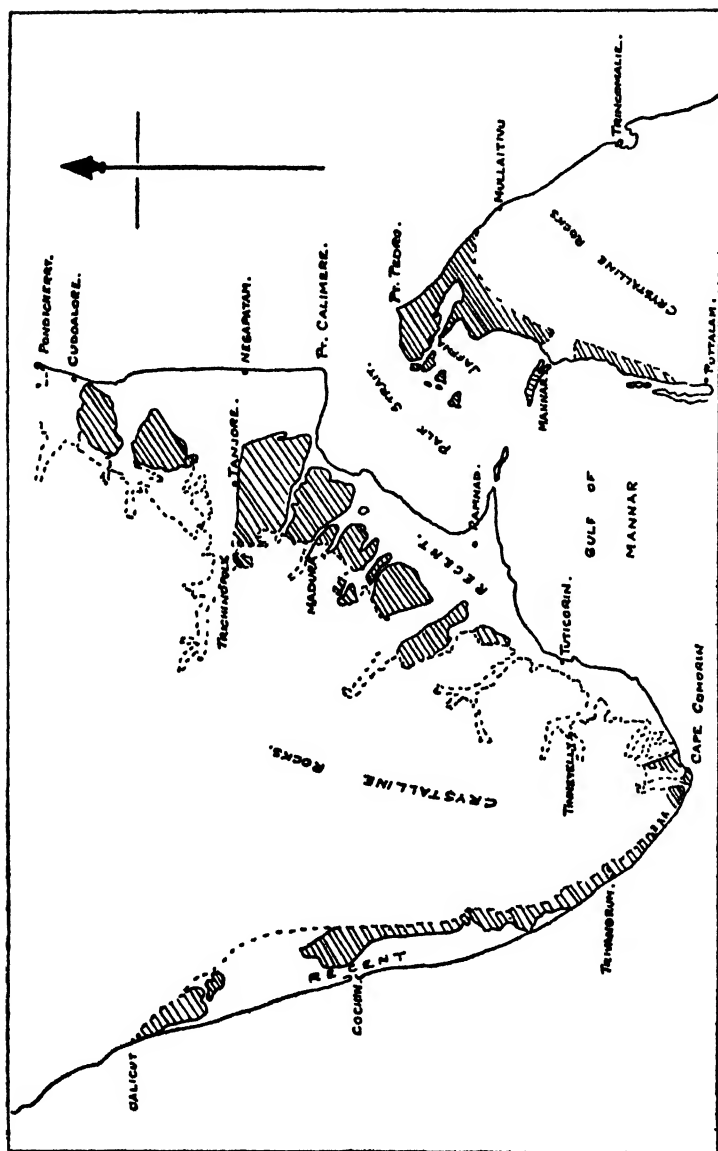 PONDICHERRY.
CUDDALORE.
NEGAPATAM.
PT. CALIMERE.
TANJORE.
TRICHINOPOLY
MADURA
PALK STRAIT.
PT. PEDRO.
JAFFNA
MULLAITIVU
TRINCOMALIE.
CRYSTALLINE
ROCKS
MANNAR
PUTTALAM.
RAMNAD.
RECENT.
GULF OF
MANNAR
TUTICORIN.
TINNEVELLY
CAPE COMORIN
CRYSTALLINE
ROCKS.
TRIVANDRUM.
RECENT
COCHIN
CALICUT